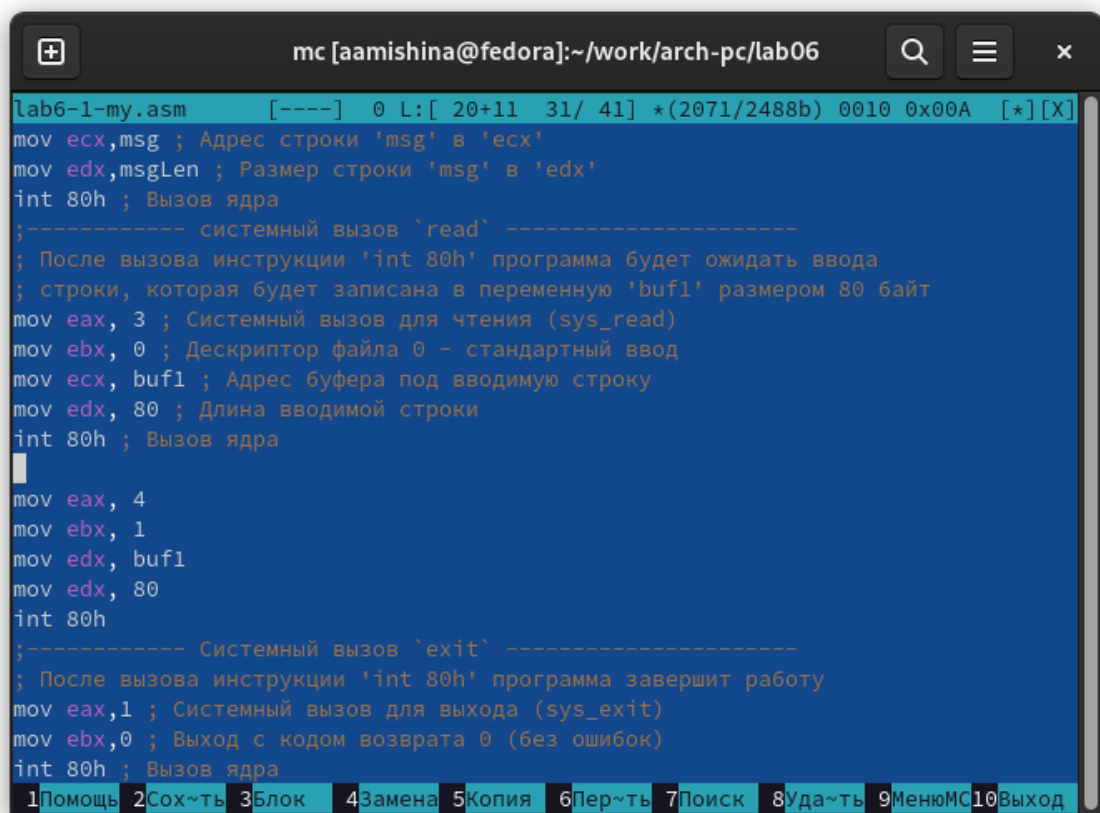 mc [aamishina@fedora]:~/work/arch-pc/lab06
lab6-1-my.asm [----] 0 L:[ 20+11 31/ 41] *(2071/2488b) 0010 0x00A [*][X]
mov ecx,msg ; Адрес строки 'msg' в 'ecx'
mov edx,msgLen ; Размер строки 'msg' в 'edx'
int 80h ; Вызов ядра
;------------ системный вызов `read` ----------------------
; После вызова инструкции 'int 80h' программа будет ожидать ввода
; строки, которая будет записана в переменную 'buf1' размером 80 байт
mov eax, 3 ; Системный вызов для чтения (sys_read)
mov ebx, 0 ; Дескриптор файла 0 - стандартный ввод
mov ecx, buf1 ; Адрес буфера под вводимую строку
mov edx, 80 ; Длина вводимой строки
int 80h ; Вызов ядра
mov eax, 4
mov ebx, 1
mov edx, buf1
mov edx, 80
int 80h
;------------ Системный вызов `exit` ----------------------
; После вызова инструкции 'int 80h' программа завершит работу
mov eax,1 ; Системный вызов для выхода (sys_exit)
mov ebx,0 ; Выход с кодом возврата 0 (без ошибок)
int 80h ; Вызов ядра
1Помощь 2Сох~ть 3Блок 4Замена 5Копия 6Пер~ть 7Поиск 8Уда~ть 9МенюMC10Выход